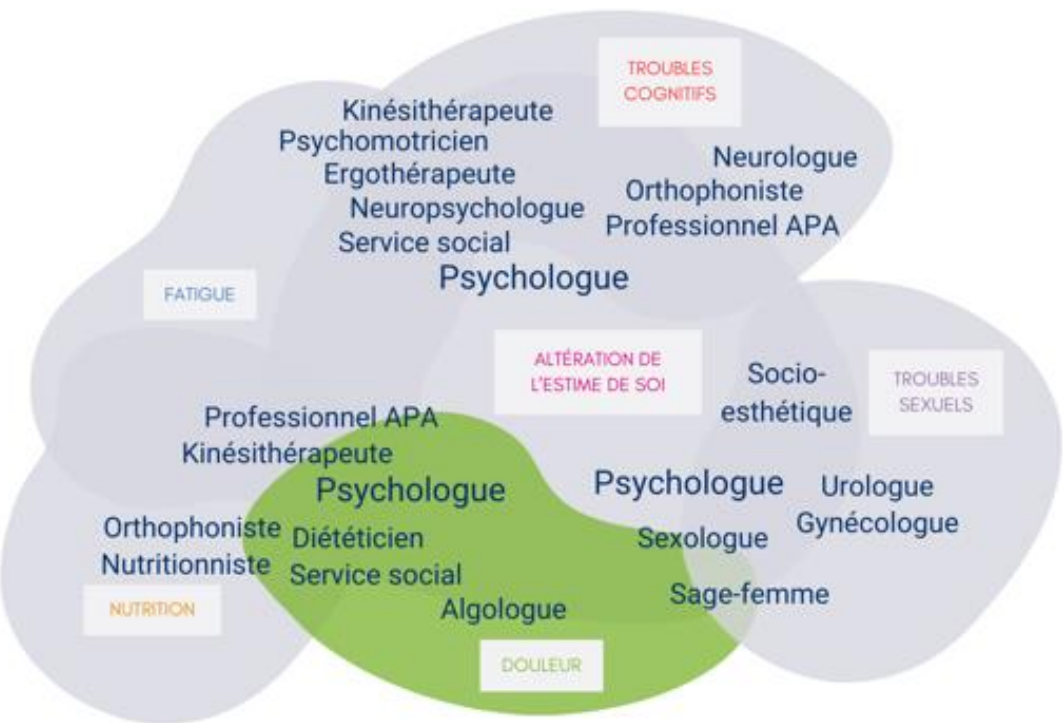 TROUBLES
COGNITIFS
Kinésithérapeute
Psychomotricien
Ergothérapeute
Neuropsychologue
Service social
Psychologue
Neurologue
Orthophoniste
Professionnel APA
FATIGUE
ALTÉRATION DE
L'ESTIME DE SOI
Socio-
esthétique
TROUBLES
SEXUELS
Professionnel APA
Kinésithérapeute
Psychologue
Psychologue
Urologue
Gynécologue
Orthophoniste
Nutritionniste
Diététicien
Service social
Algologue
Sexologue
Sage-femme
NUTRITION
DOULEUR